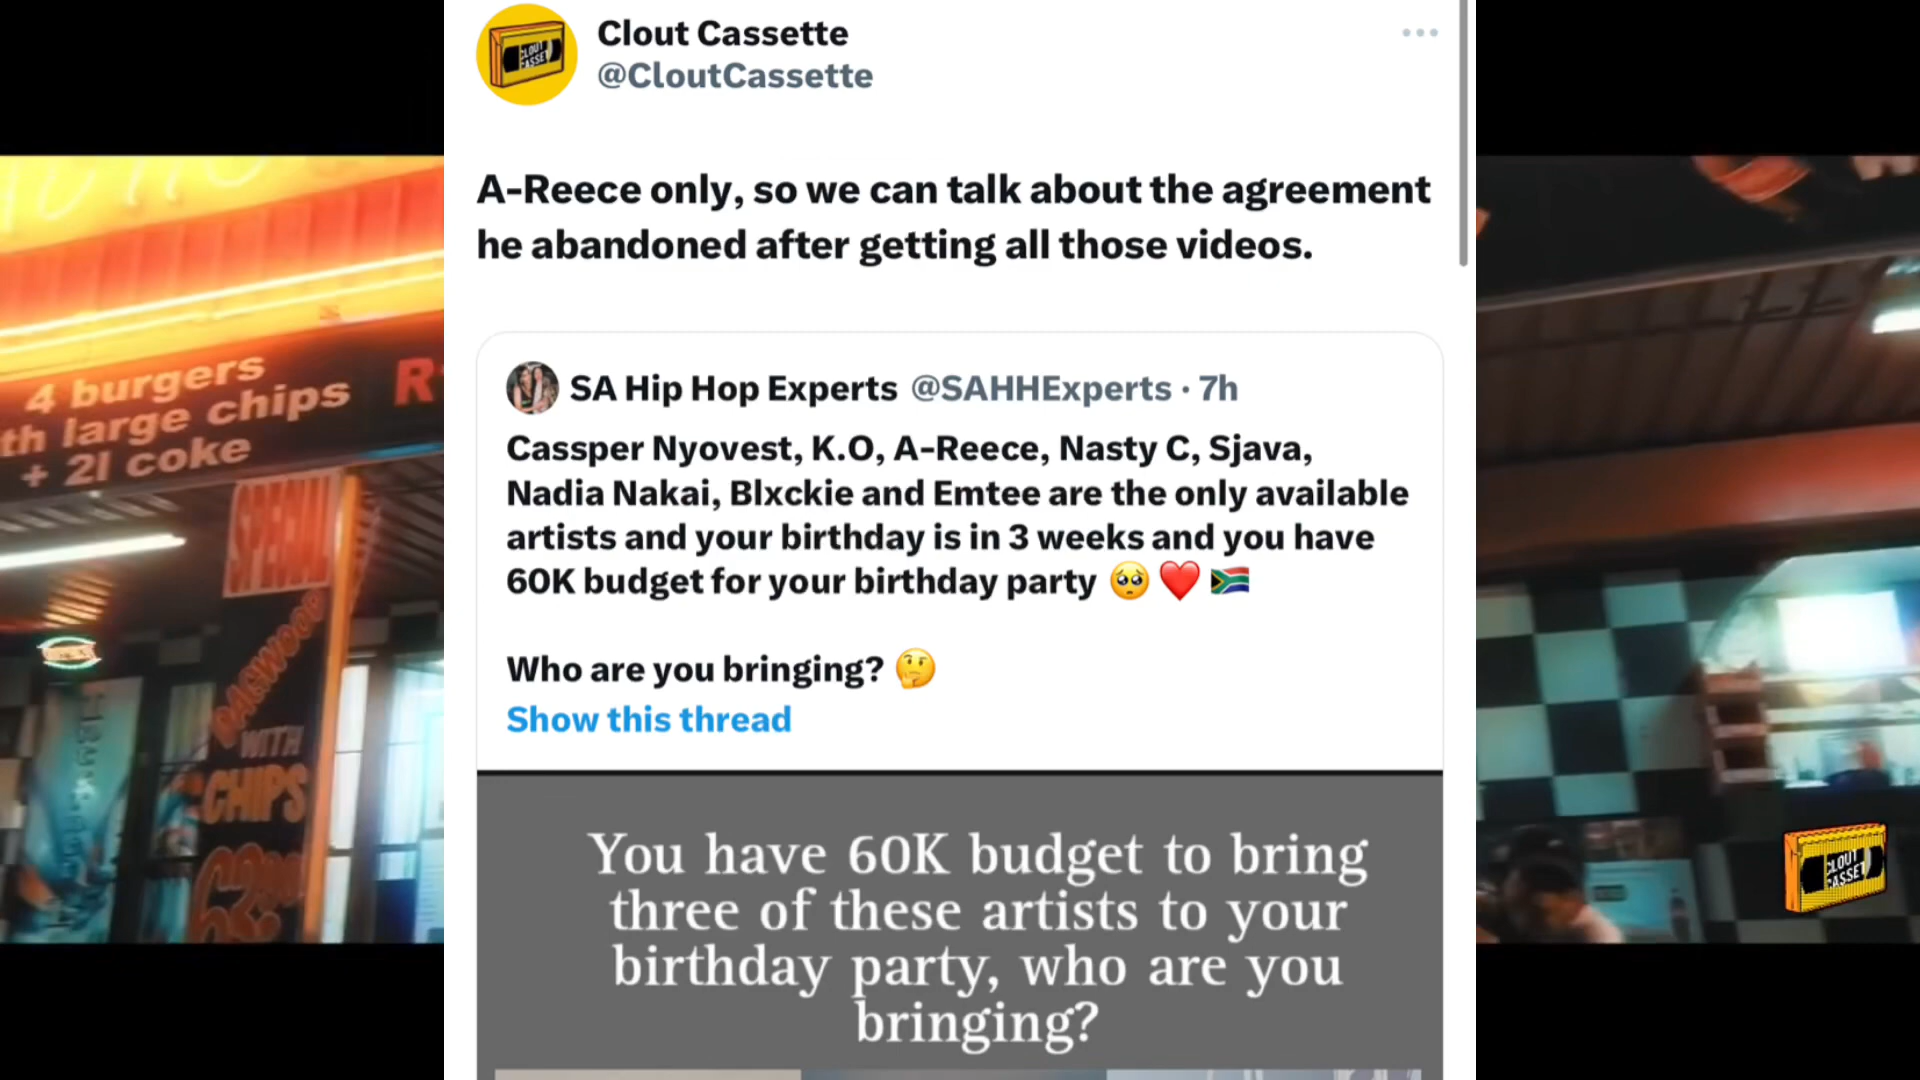 Clout Cassette
@CloutCassette
A-Reece only, so we can talk about the agreement
he abandoned after getting all those videos.
SA Hip Hop Experts @SAHHExperts · 7h
Cassper Nyovest, K.O, A-Reece, Nasty C, Sjava,
Nadia Nakai, Blxckie and Emtee are the only available
artists and your birthday is in 3 weeks and you have
60K budget for your birthday party 🥺 ❤️ 🇿🇦
Who are you bringing? 🤔
Show this thread
You have 60K budget to bring
three of these artists to your
birthday party, who are you
bringing?
4 burgers
th large chips
+ 2l coke
R
SPECIAL
DAGWOOD
WITH
CHIPS
CLOUT
CASSET